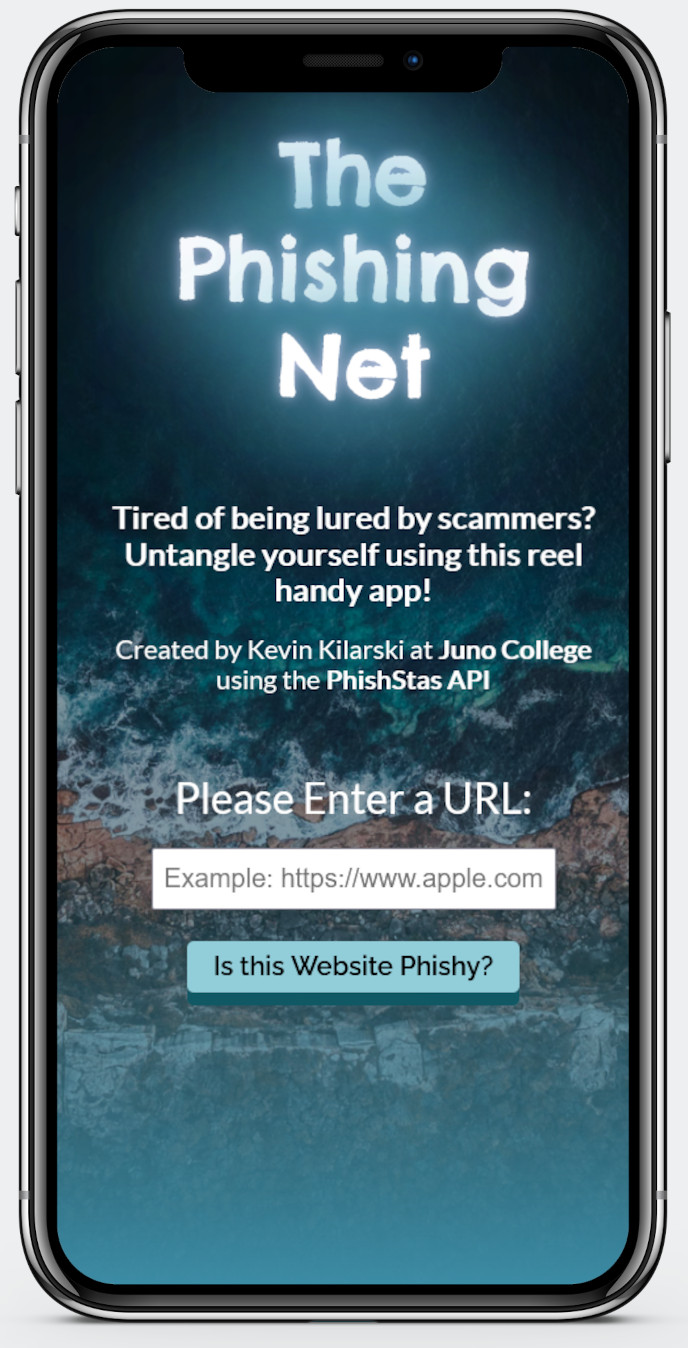 The
Phishing
Net
Tired of being lured by scammers?
Untangle yourself using this reel
handy app!
Created by Kevin Kilarski at Juno College
using the PhishStas API
Please Enter a URL:
Example: https://www.apple.com
Is this Website Phishy?